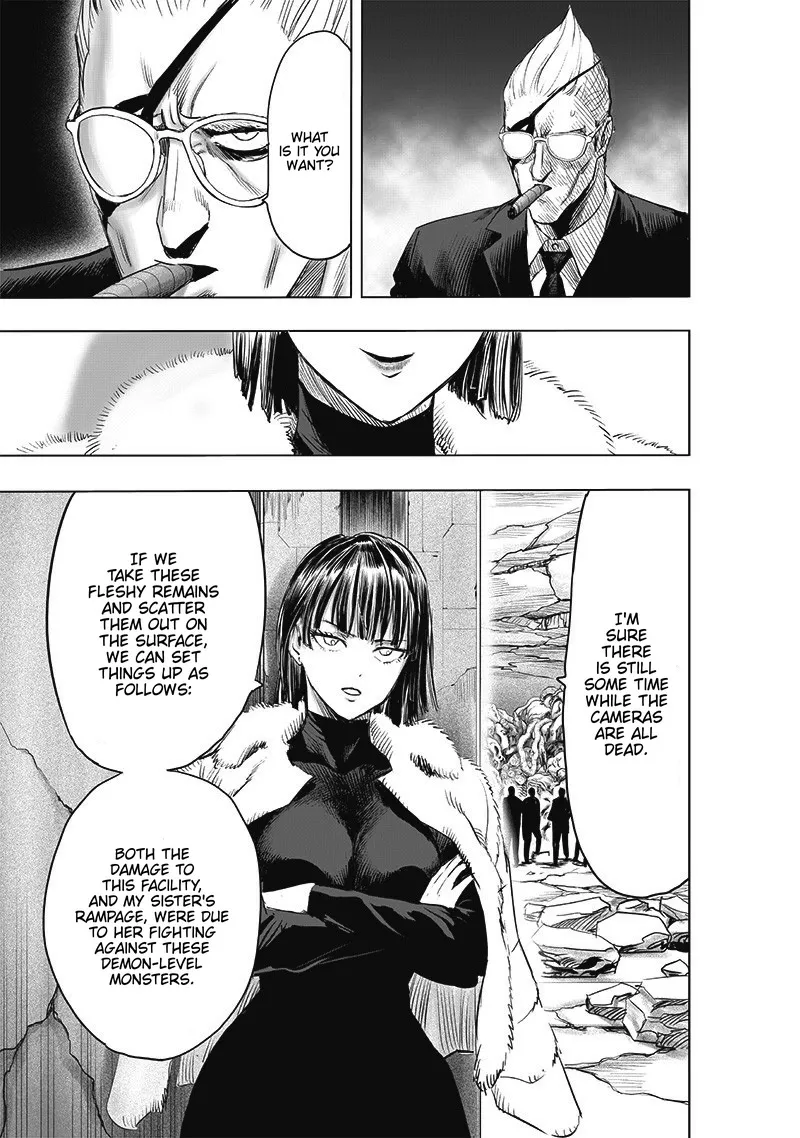 WHAT
IS IT YOU
WANT?
I'M
SURE
THERE
IS STILL
SOME TIME
WHILE THE
CAMERAS
ARE ALL
DEAD.
IF WE
TAKE THESE
FLESHY REMAINS
AND SCATTER
THEM OUT ON
THE SURFACE,
WE CAN SET
THINGS UP AS
FOLLOWS:
BOTH THE
DAMAGE TO
THIS FACILITY,
AND MY SISTER'S
RAMPAGE, WERE DUE
TO HER FIGHTING
AGAINST THESE
DEMON-LEVEL
MONSTERS.